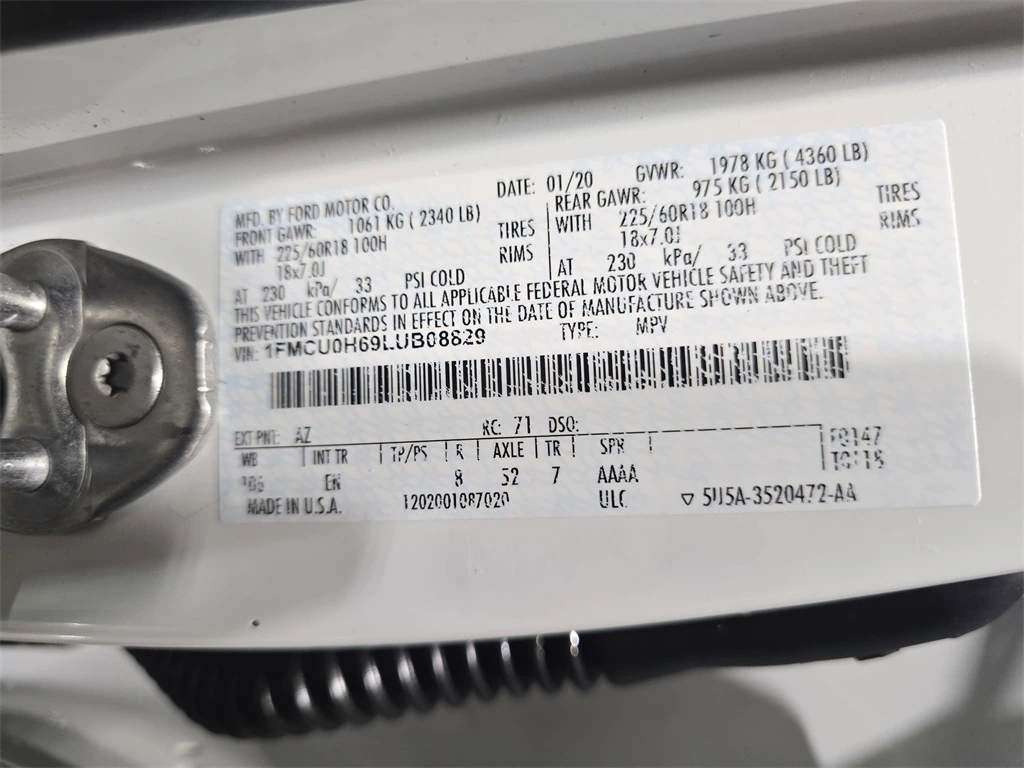 MFD. BY FORD MOTOR CO. DATE: 01/20 GVWR: 1978 KG ( 4360 LB)
FRONT GAWR: 1061 KG ( 2340 LB) REAR GAWR: 975 KG ( 2150 LB)
WITH 225/60R18 100H TIRES WITH 225/60R18 100H TIRES
18x7.0J RIMS 18x7.0J RIMS
AT 230 kPa/ 33 PSI COLD AT 230 kPa/ 33 PSI COLD
THIS VEHICLE CONFORMS TO ALL APPLICABLE FEDERAL MOTOR VEHICLE SAFETY AND THEFT
PREVENTION STANDARDS IN EFFECT ON THE DATE OF MANUFACTURE SHOWN ABOVE.
VIN: 1FMCU0H69LUB08829 TYPE: MPV
EXT PNT: AZ RC: 71 DSO:
WB INT TR TP/PS R AXLE TR SPR
EN 8 52 7 AAAA
MADE IN U.S.A. ULC